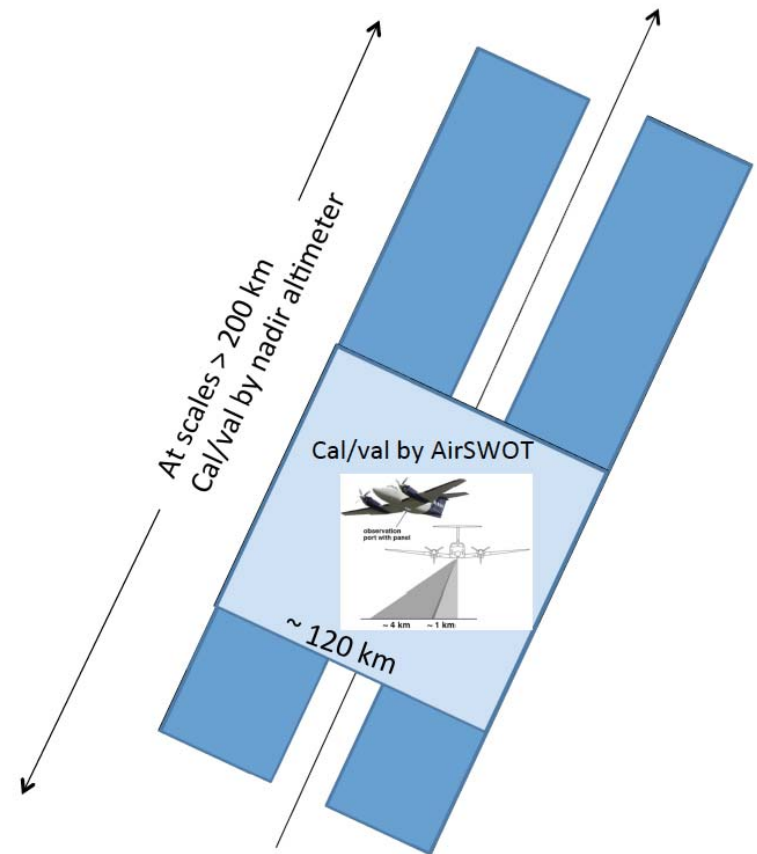 At scales > 200 km
Cal/val by nadir altimeter
Cal/val by AirSWOT
observation
port with panel
~ 4 km ~ 1 km
~ 120 km